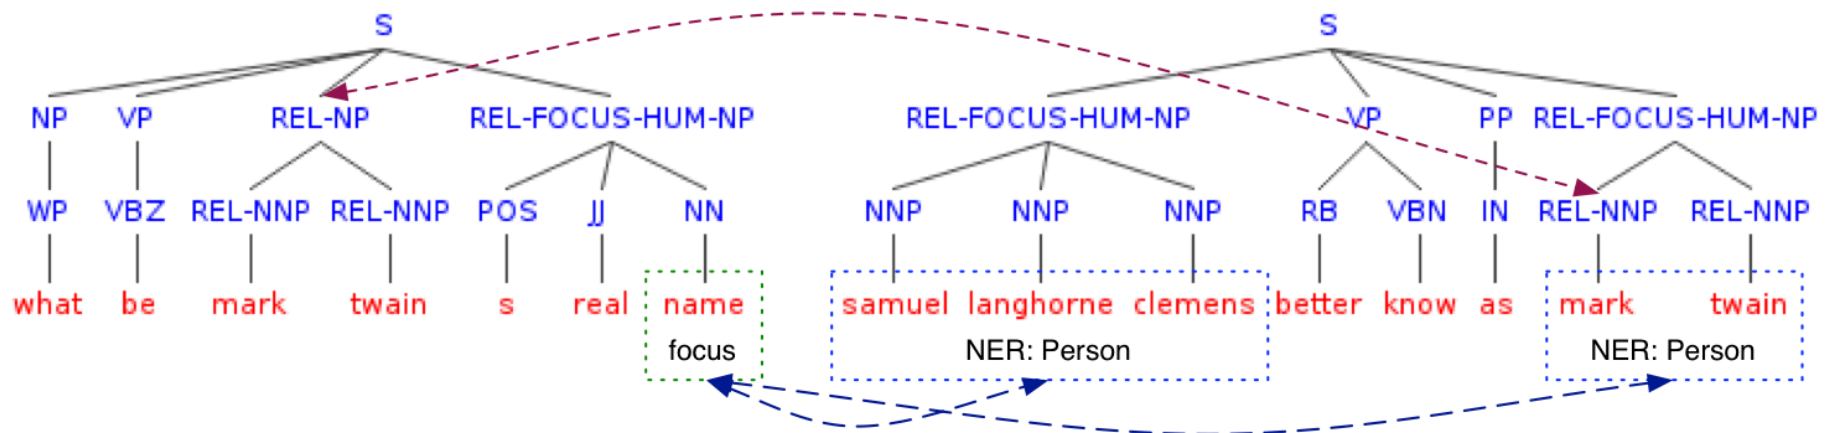 S S
NP VP REL-NP REL-FOCUS-HUM-NP REL-FOCUS-HUM-NP VP PP REL-FOCUS-HUM-NP
WP VBZ REL-NNP REL-NNP POS JJ NN NNP NNP NNP RB VBN IN REL-NNP REL-NNP
what be mark twain s real name samuel langhorne clemens better know as mark twain
focus NER: Person NER: Person